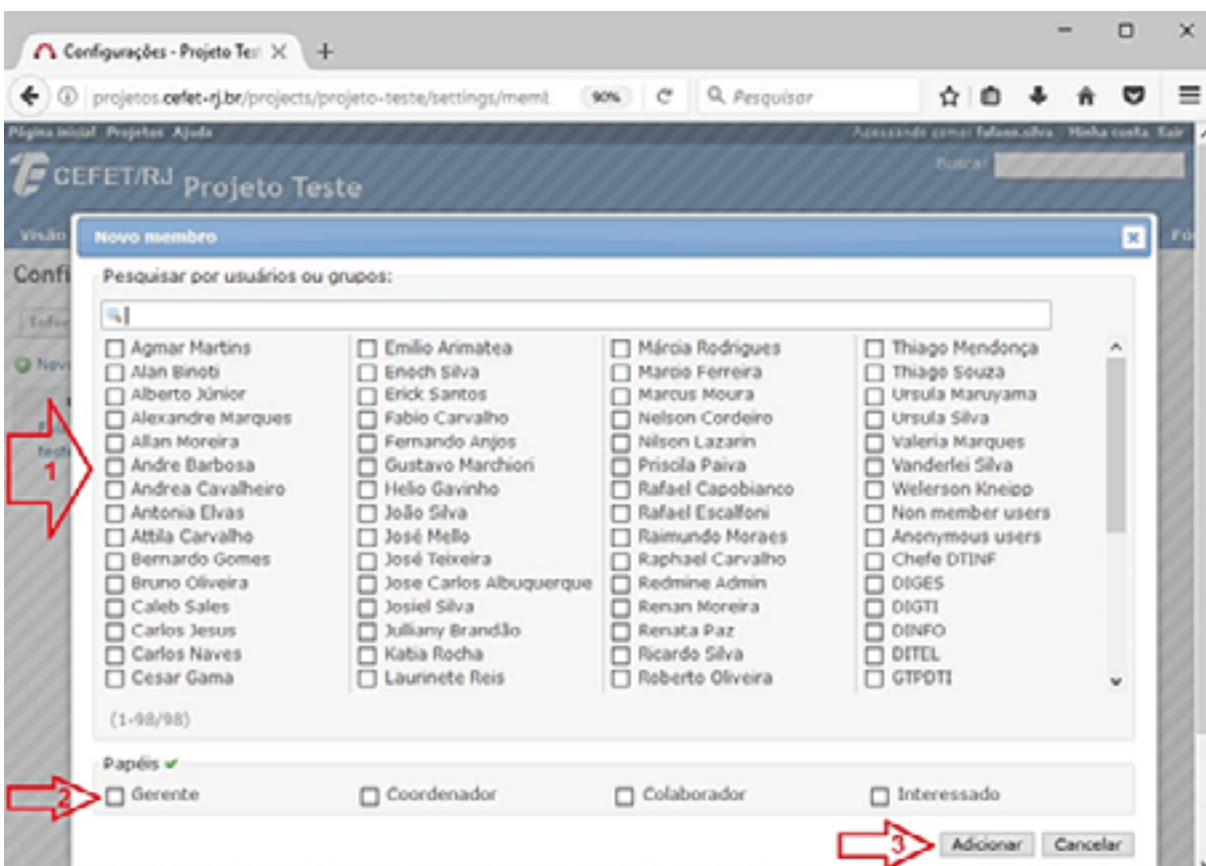 Configurações - Projeto Tes
projetos.cefet-rj.br/projects/projeto-teste/settings/memb 90% Pesquisar
Página inicial Projetos Ajuda Acessando como: fulano.silva Minha conta Sair
CEFET/RJ Projeto Teste Buscar:
Visão Novo membro Fó
Confi Pesquisar por usuários ou grupos:
Infor
Agmar Martins Emilio Arimatea Márcia Rodrigues Thiago Mendonça
Novo Alan Binoti Enoch Silva Marcio Ferreira Thiago Souza
Alberto Júnior Erick Santos Marcus Moura Ursula Maruyama
Alexandre Marques Fabio Carvalho Nelson Cordeiro Ursula Silva
Allan Moreira Fernando Anjos Nilson Lazarin Valeria Marques
teste 1 Andre Barbosa Gustavo Marchiori Priscila Paiva Vanderlei Silva
Andrea Cavalheiro Helio Gavinho Rafael Capobianco Welerson Kneipp
Antonia Elvas João Silva Rafael Escalfoni Non member users
Attila Carvalho José Mello Raimundo Moraes Anonymous users
Bernardo Gomes José Teixeira Raphael Carvalho Chefe DTINF
Bruno Oliveira Jose Carlos Albuquerque Redmine Admin DIGES
Caleb Sales Josiel Silva Renan Moreira DIGTI
Carlos Jesus Julliany Brandão Renata Paz DINFO
Carlos Naves Katia Rocha Ricardo Silva DITEL
Cesar Gama Laurinete Reis Roberto Oliveira GTPDTI
(1-98/98)
Papéis
2 Gerente Coordenador Colaborador Interessado
3 Adicionar Cancelar